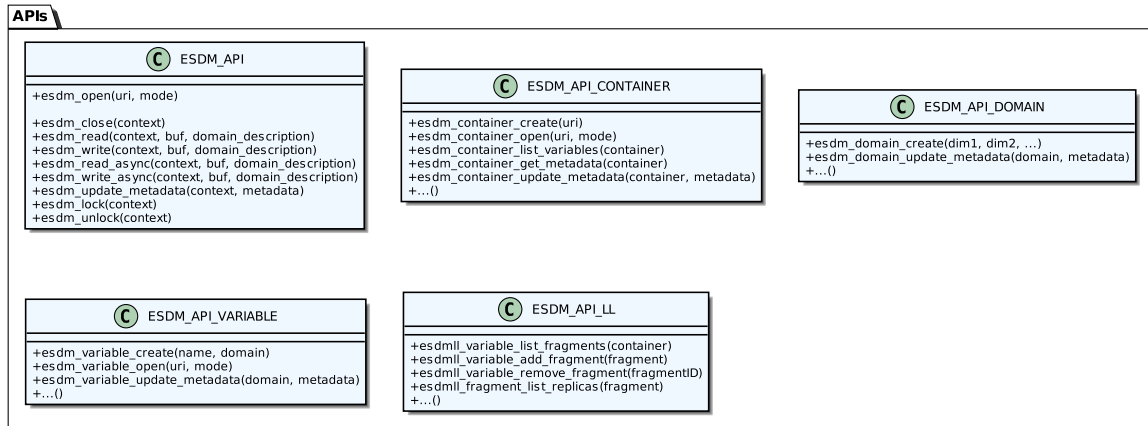 APIs
C ESDM_API
+esdm_open(uri, mode)
+esdm_close(context)
+esdm_read(context, buf, domain_description)
+esdm_write(context, buf, domain_description)
+esdm_read_async(context, buf, domain_description)
+esdm_write_async(context, buf, domain_description)
+esdm_update_metadata(context, metadata)
+esdm_lock(context)
+esdm_unlock(context)
C ESDM_API_CONTAINER
+esdm_container_create(uri)
+esdm_container_open(uri, mode)
+esdm_container_list_variables(container)
+esdm_container_get_metadata(container)
+esdm_container_update_metadata(container, metadata)
+...()
C ESDM_API_DOMAIN
+esdm_domain_create(dim1, dim2, ...)
+esdm_domain_update_metadata(domain, metadata)
+...()
C ESDM_API_VARIABLE
+esdm_variable_create(name, domain)
+esdm_variable_open(uri, mode)
+esdm_variable_update_metadata(domain, metadata)
+...()
C ESDM_API_LL
+esdmll_variable_list_fragments(container)
+esdmll_variable_add_fragment(fragment)
+esdmll_variable_remove_fragment(fragmentID)
+esdmll_fragment_list_replicas(fragment)
+...()